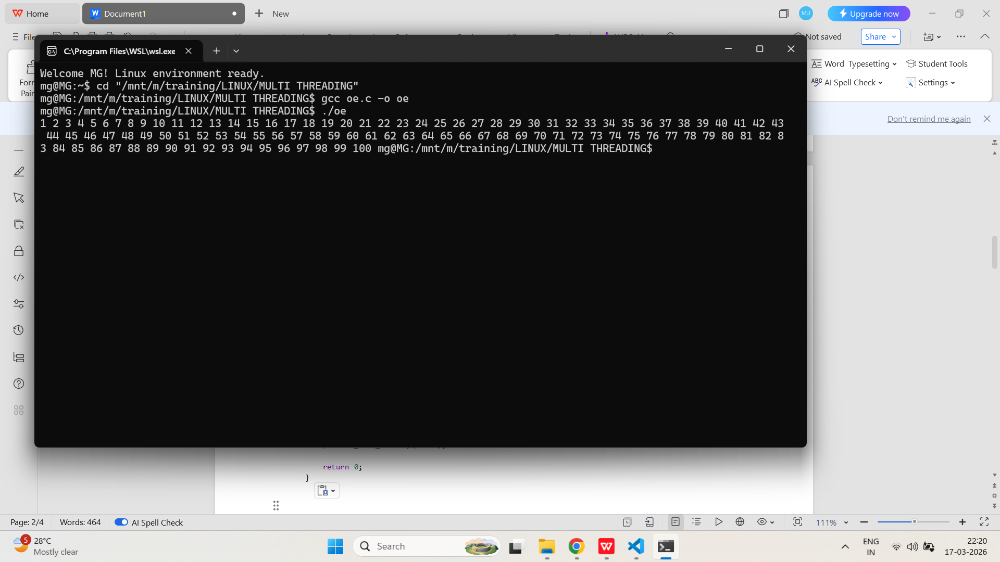 Home
Document1
New
MU
Upgrade now
File
Not saved
Share
C:\Program Files\WSL\wsl.exe
Word Typesetting
Student Tools
AI Spell Check
Settings
Don't remind me again
Welcome MG! Linux environment ready.
mg@MG:~$ cd "/mnt/m/training/LINUX/MULTI THREADING"
mg@MG:/mnt/m/training/LINUX/MULTI THREADING$ gcc oe.c -o oe
mg@MG:/mnt/m/training/LINUX/MULTI THREADING$ ./oe
1 2 3 4 5 6 7 8 9 10 11 12 13 14 15 16 17 18 19 20 21 22 23 24 25 26 27 28 29 30 31 32 33 34 35 36 37 38 39 40 41 42 43
44 45 46 47 48 49 50 51 52 53 54 55 56 57 58 59 60 61 62 63 64 65 66 67 68 69 70 71 72 73 74 75 76 77 78 79 80 81 82 8
3 84 85 86 87 88 89 90 91 92 93 94 95 96 97 98 99 100 mg@MG:/mnt/m/training/LINUX/MULTI THREADING$
return 0;
}
Page: 2/4
Words: 464
AI Spell Check
111%
5
28°C
Mostly clear
Search
ENG
IN
22:20
17-03-2026